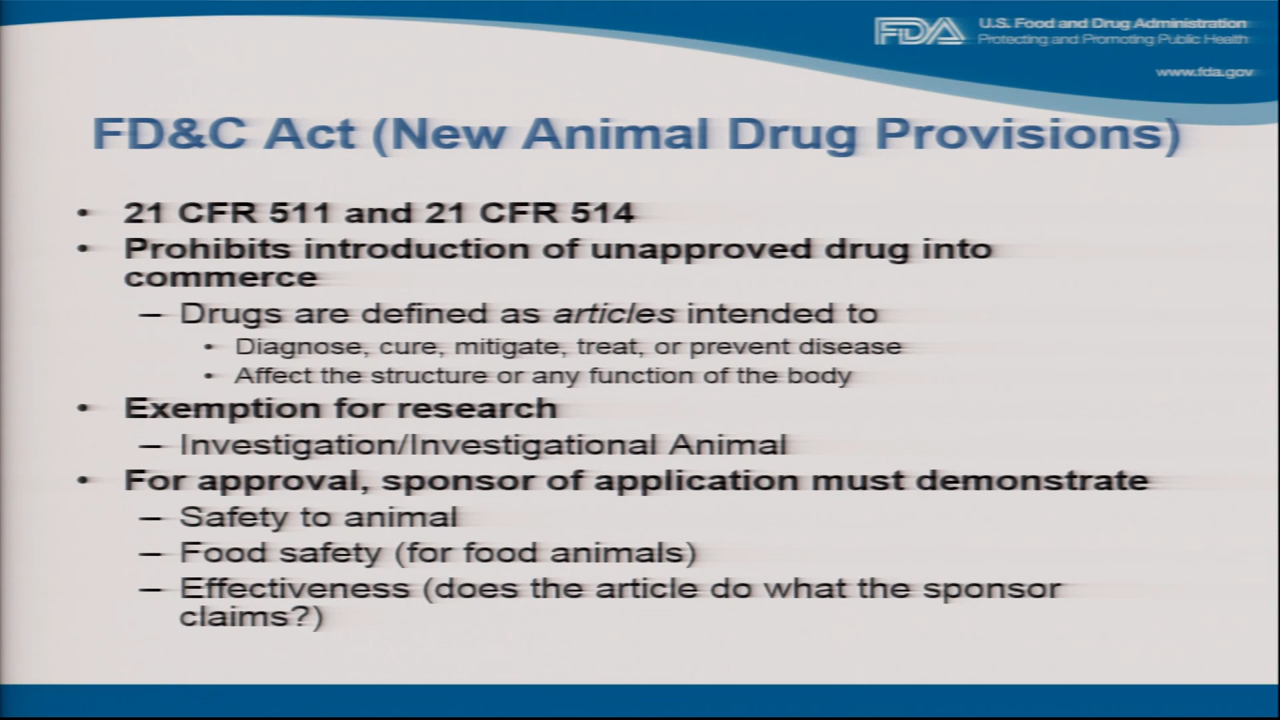 FDA U.S. Food and Drug Administration
Protecting and Promoting Public Health
www.fda.gov
FD&C Act (New Animal Drug Provisions)
• 21 CFR 511 and 21 CFR 514
• Prohibits introduction of unapproved drug into
commerce
– Drugs are defined as articles intended to
• Diagnose, cure, mitigate, treat, or prevent disease
• Affect the structure or any function of the body
• Exemption for research
– Investigation/Investigational Animal
• For approval, sponsor of application must demonstrate
– Safety to animal
– Food safety (for food animals)
– Effectiveness (does the article do what the sponsor
claims?)